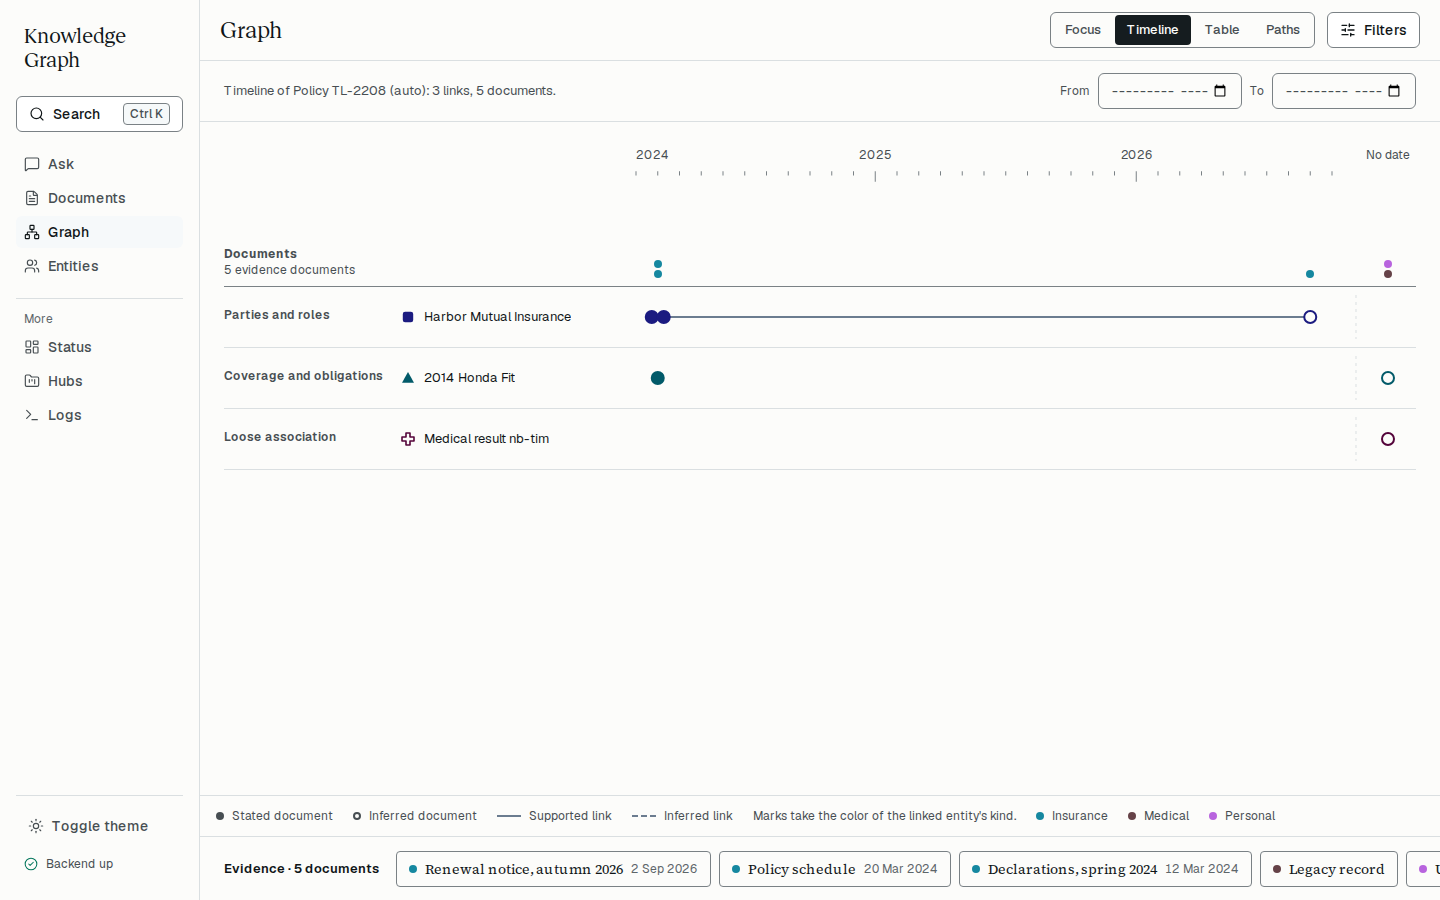 Knowledge
Graph
Search
Ctrl K
Ask
Documents
Graph
Entities
More
Status
Hubs
Logs
Toggle theme
Backend up
Graph
Focus
Timeline
Table
Paths
Filters
Timeline of Policy TL-2208 (auto): 3 links, 5 documents.
From
--------- ----
To
--------- ----
2024
2025
2026
No date
Documents
5 evidence documents
Parties and roles
Harbor Mutual Insurance
Coverage and obligations
2014 Honda Fit
Loose association
Medical result nb-tim
Stated document
Inferred document
Supported link
Inferred link
Marks take the color of the linked entity's kind.
Insurance
Medical
Personal
Evidence · 5 documents
Renewal notice, autumn 2026 2 Sep 2026
Policy schedule 20 Mar 2024
Declarations, spring 2024 12 Mar 2024
Legacy record